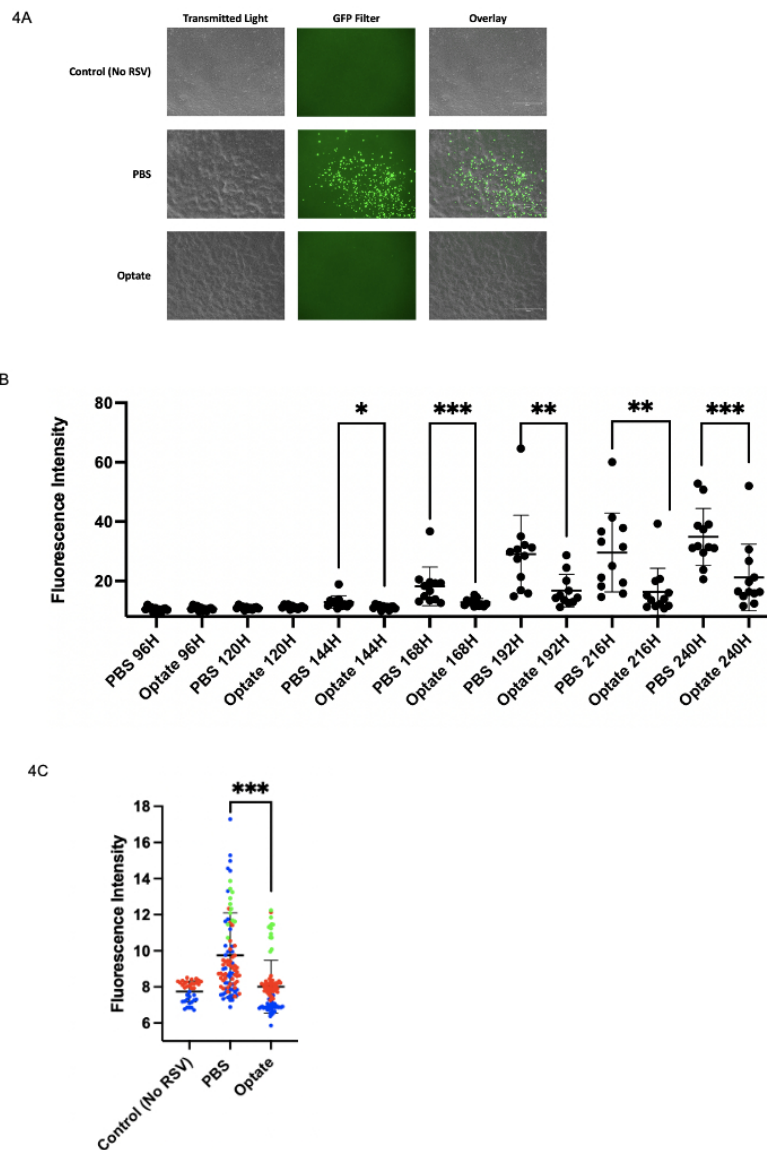 4A
Transmitted Light GFP Filter Overlay
Control (No RSV)
PBS
Optate
B
80
60
40
20
Fluorescence Intensity
* *** ** ** ***
PBS 96H Optate 96H PBS 120H Optate 120H PBS 144H Optate 144H PBS 168H Optate 168H PBS 192H Optate 192H PBS 216H Optate 216H PBS 240H Optate 240H
4C
***
18
16
14
12
10
8
6
Fluorescence Intensity
Control (No RSV) PBS Optate